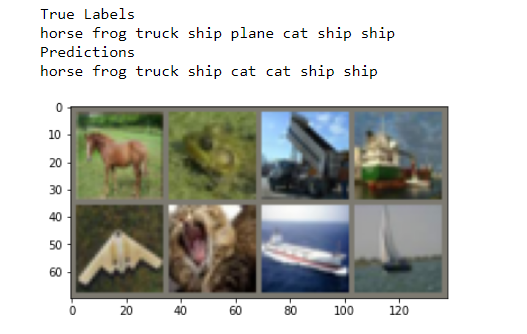 True Labels
horse frog truck ship plane cat ship ship
Predictions
horse frog truck ship cat cat ship ship
0
10
20
30
40
50
60
0 20 40 60 80 100 120